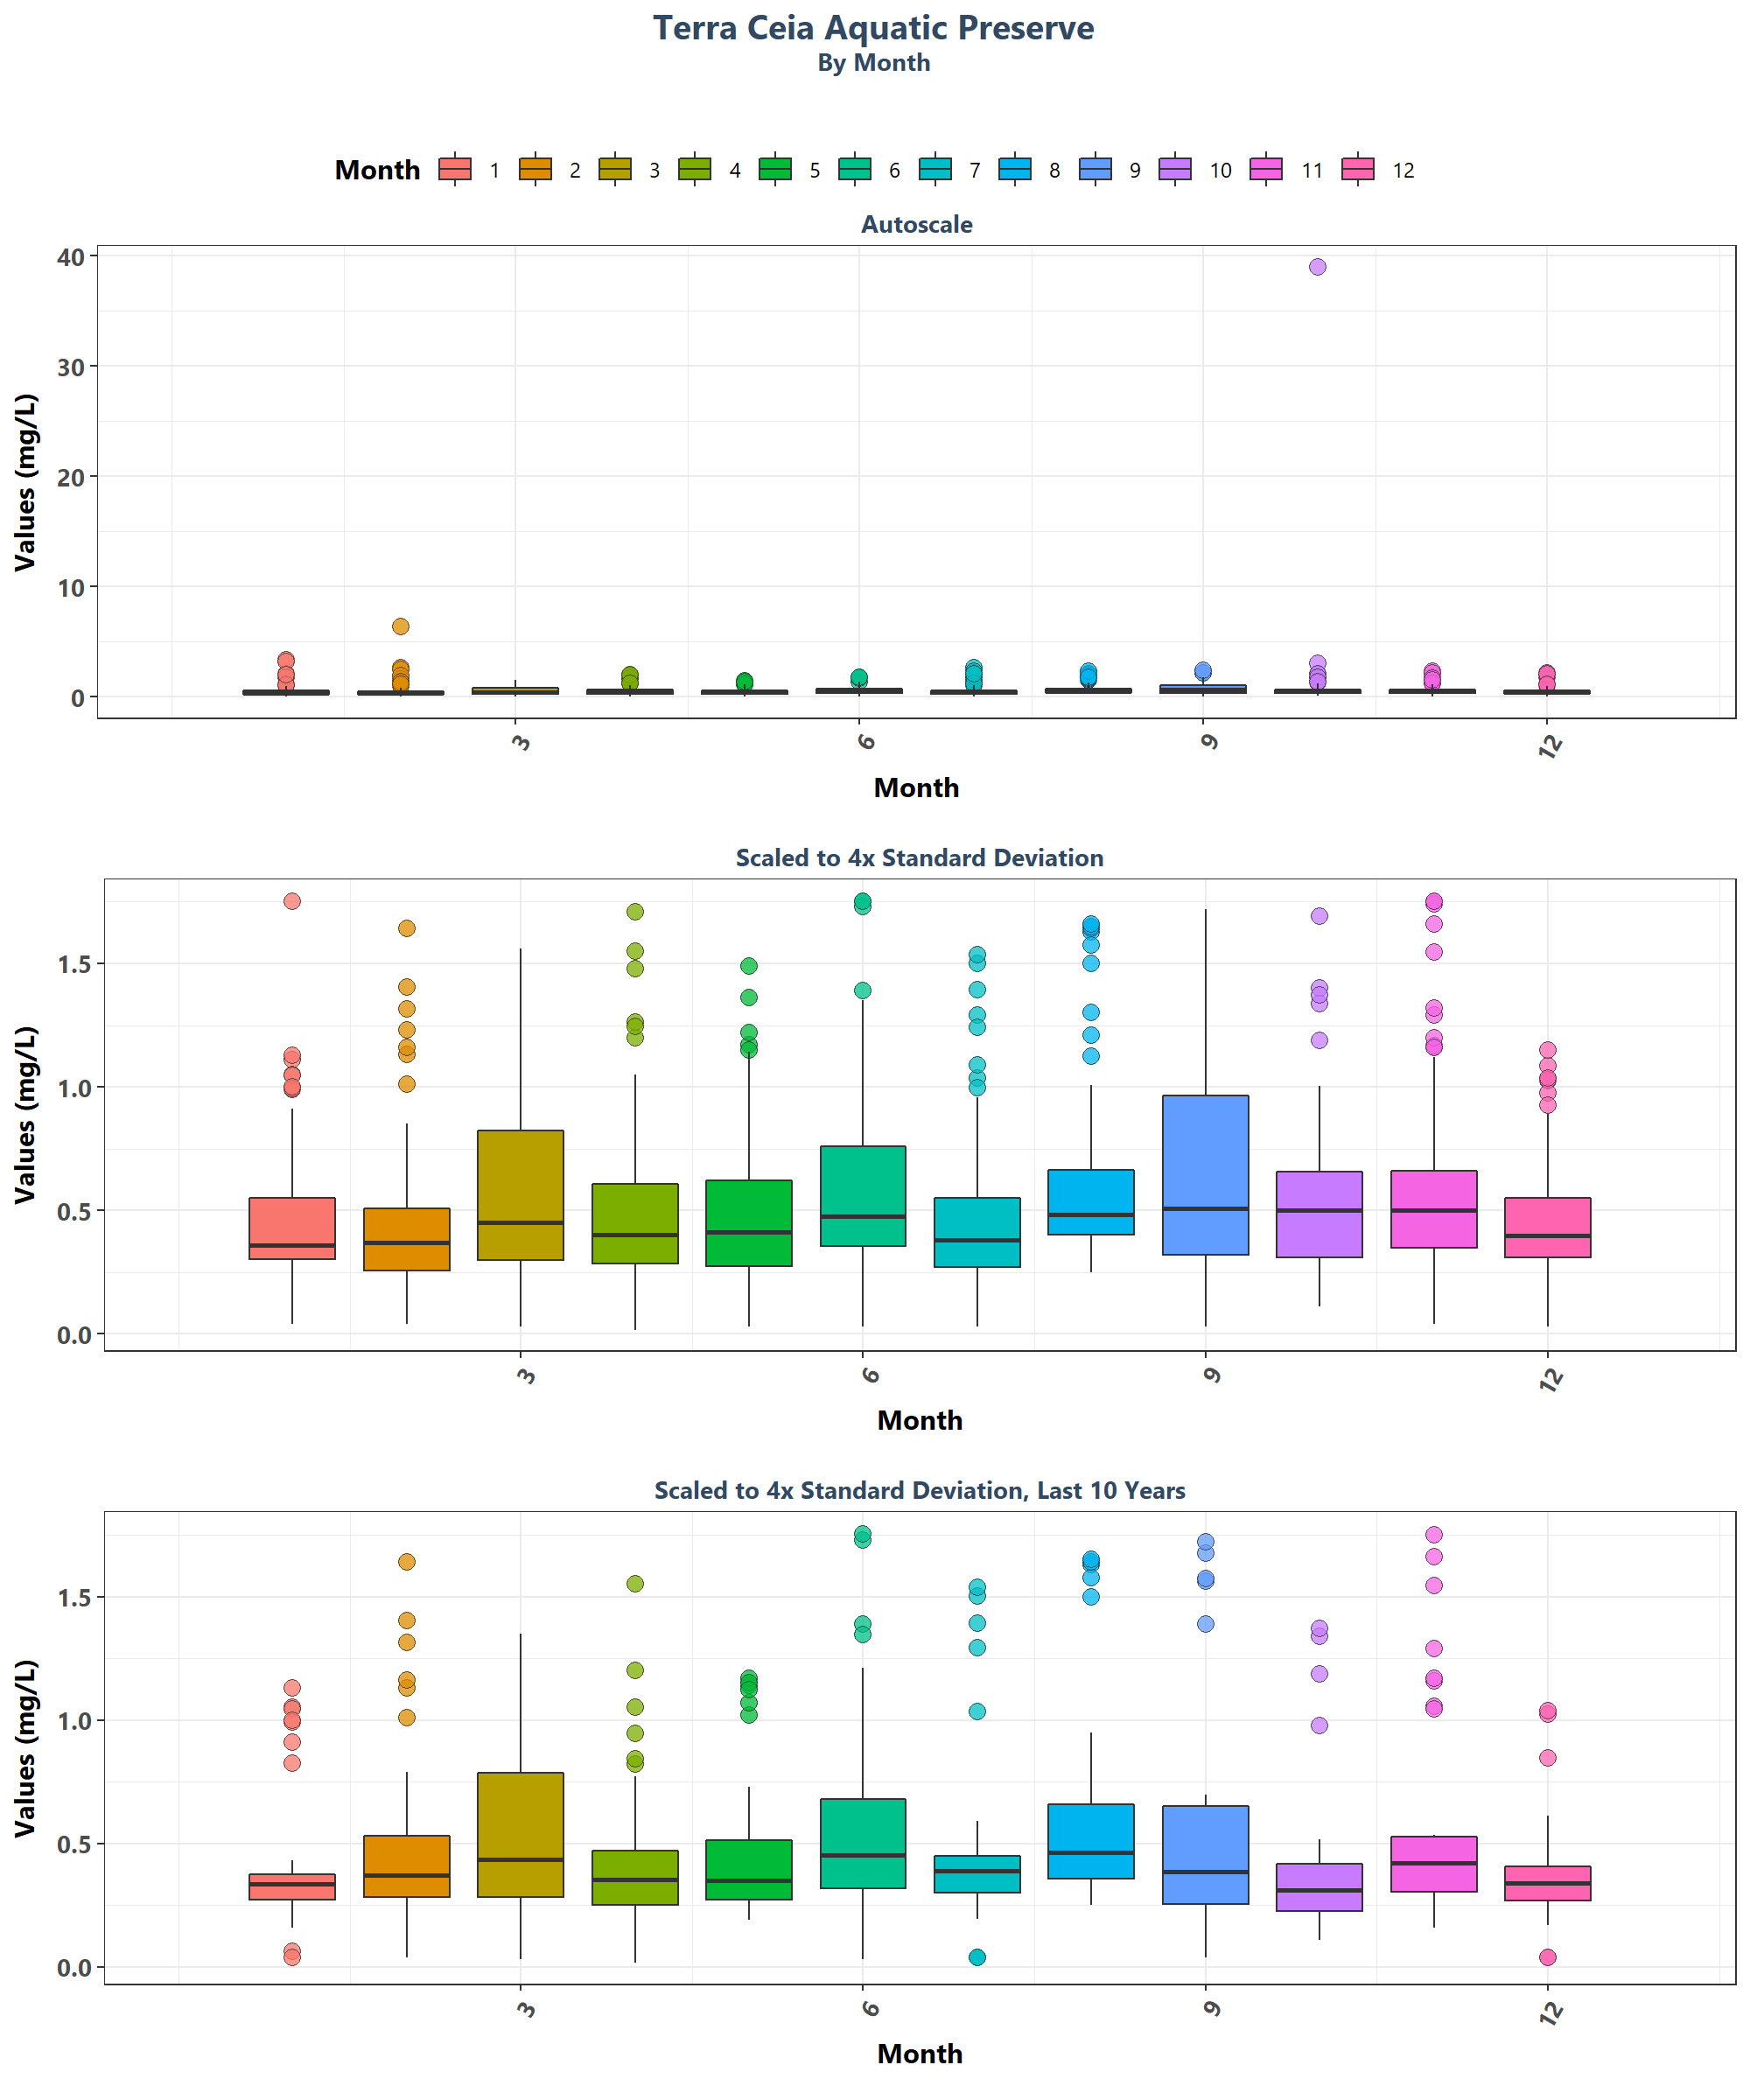 Terra Ceia Aquatic Preserve
By Month
Month 1 2 3 4 5 6 7 8 9 10 11 12
Autoscale
Values (mg/L)
40
30
20
10
0
3 6 9 12
Month
Scaled to 4x Standard Deviation
Values (mg/L)
1.5
1.0
0.5
0.0
3 6 9 12
Month
Scaled to 4x Standard Deviation, Last 10 Years
Values (mg/L)
1.5
1.0
0.5
0.0
3 6 9 12
Month